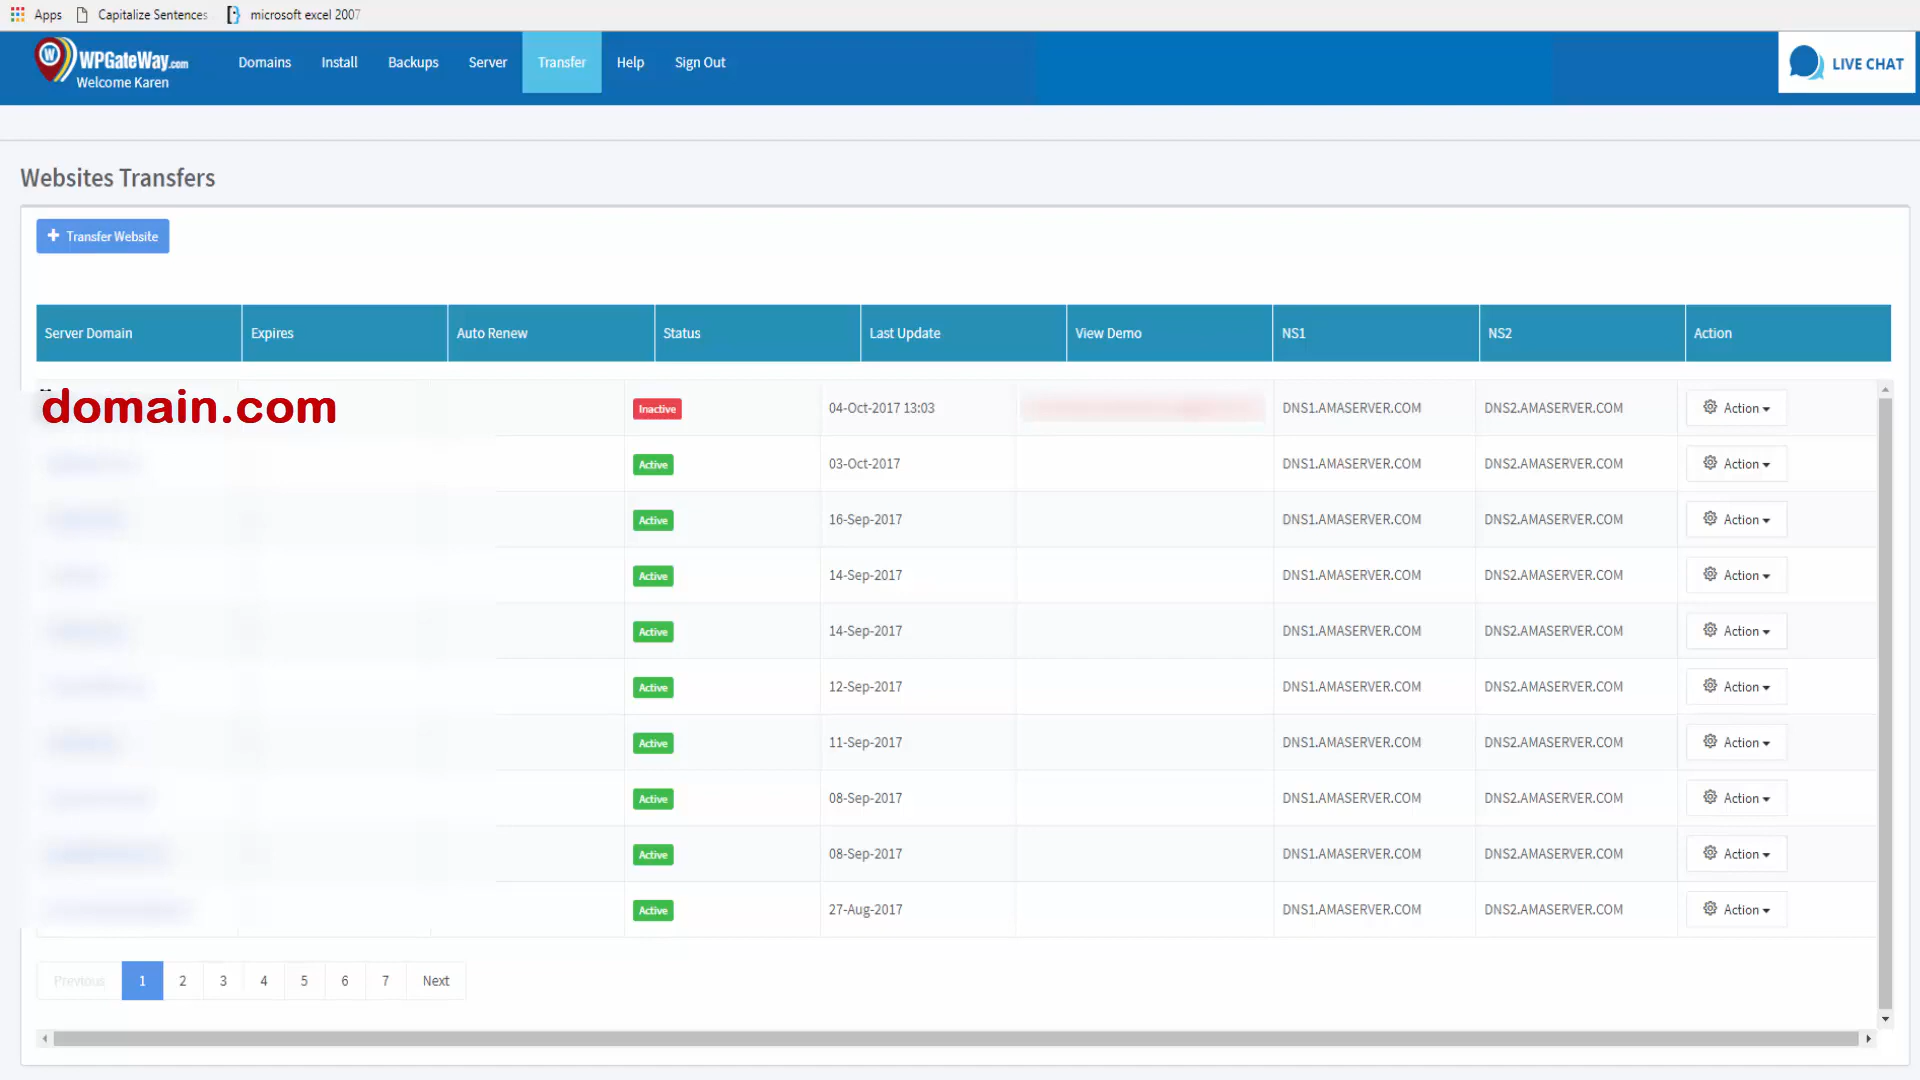 Apps Capitalize Sentences microsoft excel 2007
WPGateWay.com
Welcome Karen
Domains Install Backups Server Transfer Help Sign Out
LIVE CHAT
Websites Transfers
+ Transfer Website
Server Domain Expires Auto Renew Status Last Update View Demo NS1 NS2 Action
domain.com Inactive 04-Oct-2017 13:03 DNS1.AMASERVER.COM DNS2.AMASERVER.COM Action
Active 03-Oct-2017 DNS1.AMASERVER.COM DNS2.AMASERVER.COM Action
Active 16-Sep-2017 DNS1.AMASERVER.COM DNS2.AMASERVER.COM Action
Active 14-Sep-2017 DNS1.AMASERVER.COM DNS2.AMASERVER.COM Action
Active 14-Sep-2017 DNS1.AMASERVER.COM DNS2.AMASERVER.COM Action
Active 12-Sep-2017 DNS1.AMASERVER.COM DNS2.AMASERVER.COM Action
Active 11-Sep-2017 DNS1.AMASERVER.COM DNS2.AMASERVER.COM Action
Active 08-Sep-2017 DNS1.AMASERVER.COM DNS2.AMASERVER.COM Action
Active 08-Sep-2017 DNS1.AMASERVER.COM DNS2.AMASERVER.COM Action
Active 27-Aug-2017 DNS1.AMASERVER.COM DNS2.AMASERVER.COM Action
Previous 1 2 3 4 5 6 7 Next